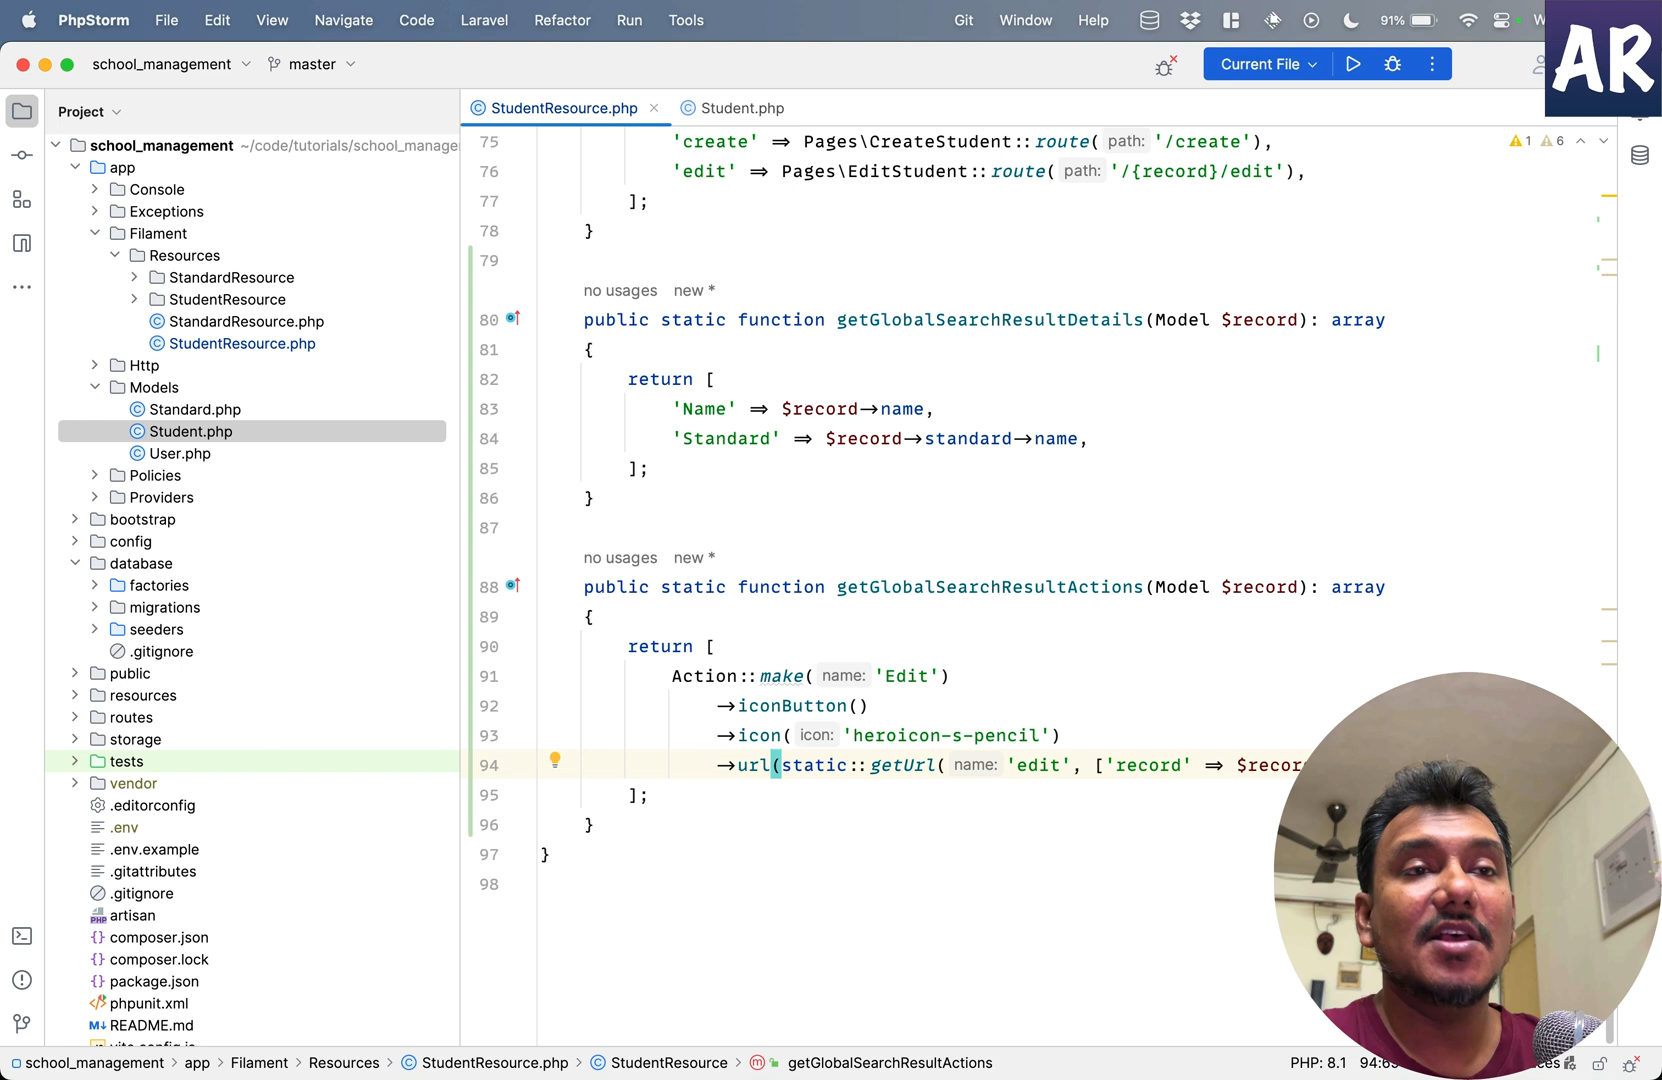 PhpStorm File Edit View Navigate Code Laravel Refactor Run Tools Git Window Help 91%
school_management master Current File
AR
Project
StudentResource.php Student.php
school_management ~/code/tutorials/school_manage
app
Console
Exceptions
Filament
Resources
StandardResource
StudentResource
StandardResource.php
StudentResource.php
Http
Models
Standard.php
Student.php
User.php
Policies
Providers
bootstrap
config
database
factories
migrations
seeders
.gitignore
public
resources
routes
storage
tests
vendor
.editorconfig
.env
.env.example
.gitattributes
.gitignore
artisan
composer.json
composer.lock
package.json
phpunit.xml
README.md
75 'create' => Pages\CreateStudent::route( path: '/create'),
1 6
76 'edit' => Pages\EditStudent::route( path: '/{record}/edit'),
77 ];
78 }
79
no usages new *
80 public static function getGlobalSearchResultDetails(Model $record): array
81 {
82 return [
83 'Name' => $record->name,
84 'Standard' => $record->standard->name,
85 ];
86 }
87
no usages new *
88 public static function getGlobalSearchResultActions(Model $record): array
89 {
90 return [
91 Action::make( name: 'Edit')
92 ->iconButton()
93 ->icon( icon: 'heroicon-s-pencil')
94 ->url(static::getUrl( name: 'edit', ['record' => $recor
95 ];
96 }
97 }
98
school_management > app > Filament > Resources > StudentResource.php > StudentResource > getGlobalSearchResultActions PHP: 8.1